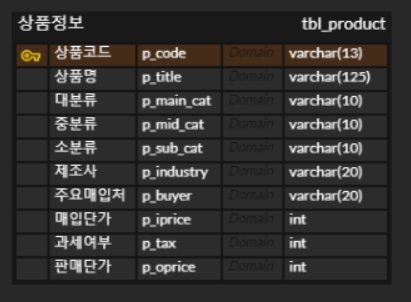 상품정보 tbl_product
상품코드 p_code Domain varchar(13)
상품명 p_title Domain varchar(125)
대분류 p_main_cat Domain varchar(10)
중분류 p_mid_cat Domain varchar(10)
소분류 p_sub_cat Domain varchar(10)
제조사 p_industry Domain varchar(20)
주요매입처 p_buyer Domain varchar(20)
매입단가 p_iprice Domain int
과세여부 p_tax Domain int
판매단가 p_oprice Domain int